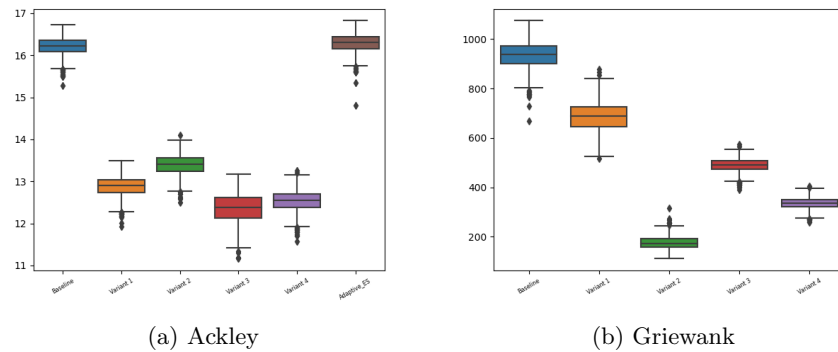 17
16
15
14
13
12
11
Baseline
Variant 1
Variant 2
Variant 3
Variant 4
Adaptive_ES
(a) Ackley
1000
800
600
400
200
Baseline
Variant 1
Variant 2
Variant 3
Variant 4
(b) Griewank